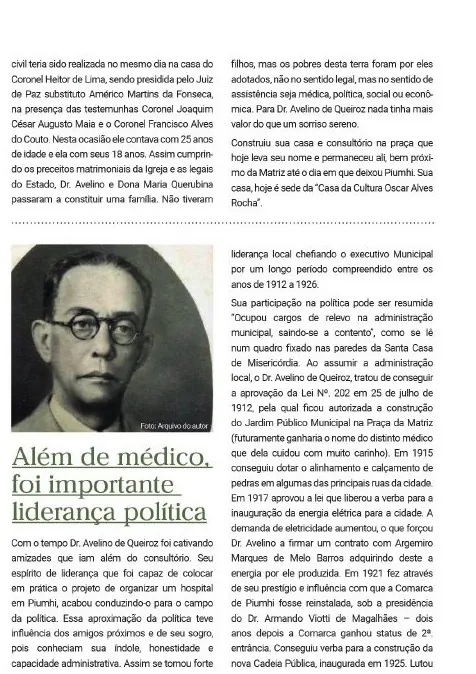 civil teria sido realizada no mesmo dia na casa do
Coronel Heitor de Lima, sendo presidida pelo Juiz
de Paz substituto Américo Martins da Fonseca,
na presença das testemunhas Coronel Joaquim
César Augusto Maia e o Coronel Francisco Alves
do Couto. Nesta ocasião ele contava com 25 anos
de idade e ela com seus 18 anos. Assim cumprin-
do os preceitos matrimoniais da Igreja e as legais
do Estado, Dr. Avelino e Dona Maria Querubina
passaram a constituir uma família. Não tiveram
filhos, mas os pobres desta terra foram por eles
adotados, não no sentido legal, mas no sentido de
assistência seja médica, política, social ou econô-
mica. Para Dr. Avelino de Queiroz nada tinha mais
valor do que um sorriso sereno.
Construiu sua casa e consultório na praça que
hoje leva seu nome e permaneceu ali, bem próxi-
mo da Matriz até o dia em que deixou Piumhi. Sua
casa, hoje é sede da “Casa da Cultura Oscar Alves
Rocha”.
Foto: Arquivo do autor
Além de médico,
foi importante
liderança política
Com o tempo Dr. Avelino de Queiroz foi cativando
amizades que iam além do consultório. Seu
espírito de liderança que foi capaz de colocar
em prática o projeto de organizar um hospital
em Piumhi, acabou conduzindo-o para o campo
da política. Essa aproximação da política teve
influência dos amigos próximos e de seu sogro,
pois conheciam sua índole, honestidade e
capacidade administrativa. Assim se tornou forte
liderança local chefiando o executivo Municipal
por um longo período compreendido entre os
anos de 1912 a 1926.
Sua participação na política pode ser resumida
“Ocupou cargos de relevo na administração
municipal, saindo-se a contento”, como se lê
num quadro fixado nas paredes da Santa Casa
de Misericórdia. Ao assumir a administração
local, o Dr. Avelino de Queiroz, tratou de conseguir
a aprovação da Lei Nº. 202 em 25 de julho de
1912, pela qual ficou autorizada a construção
do Jardim Público Municipal na Praça da Matriz
(futuramente ganharia o nome do distinto médico
que dela cuidou com muito carinho). Em 1915
conseguiu dotar o alinhamento e calçamento de
pedras em algumas das principais ruas da cidade.
Em 1917 aprovou a lei que liberou a verba para a
inauguração da energia elétrica para a cidade. A
demanda de eletricidade aumentou, o que forçou
Dr. Avelino a firmar um contrato com Argemiro
Marques de Melo Barros adquirindo deste a
energia por ele produzida. Em 1921 fez através
de seu prestígio e influência com que a Comarca
de Piumhi fosse reinstalada, sob a presidência
do Dr. Armando Viotti de Magalhães – dois
anos depois a Comarca ganhou status de 2ª.
entrância. Conseguiu verba para a construção da
nova Cadeia Pública, inaugurada em 1925. Lutou